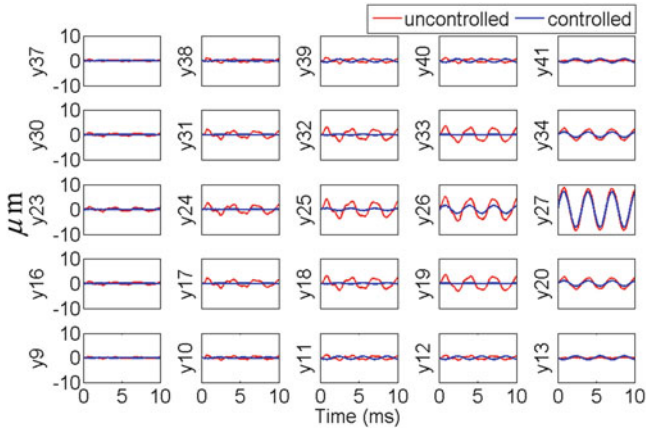 uncontrolled controlled
10 0 -10 y37 y38 y39 y40 y41
10 0 -10 y30 y31 y32 y33 y34
μm 10 0 -10 y23 y24 y25 y26 y27
10 0 -10 y16 y17 y18 y19 y20
10 0 -10 y9 y10 y11 y12 y13
0 5 10 0 5 10 0 5 10 0 5 10 0 5 10
Time (ms)